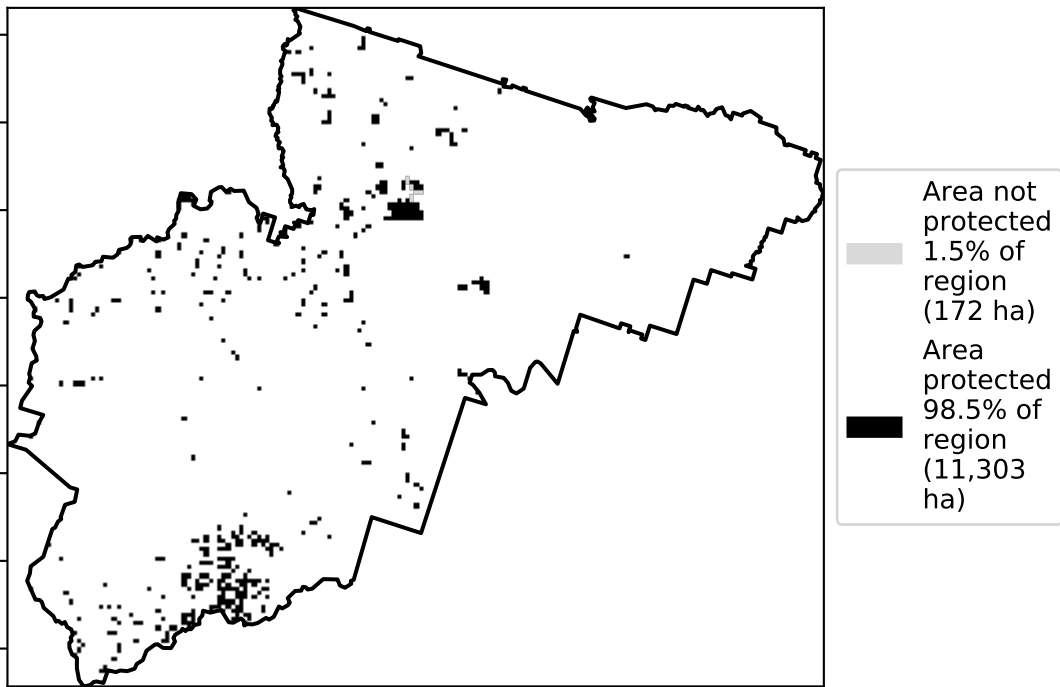 Area not
protected
1.5% of
region
(172 ha)
Area
protected
98.5% of
region
(11,303
ha)